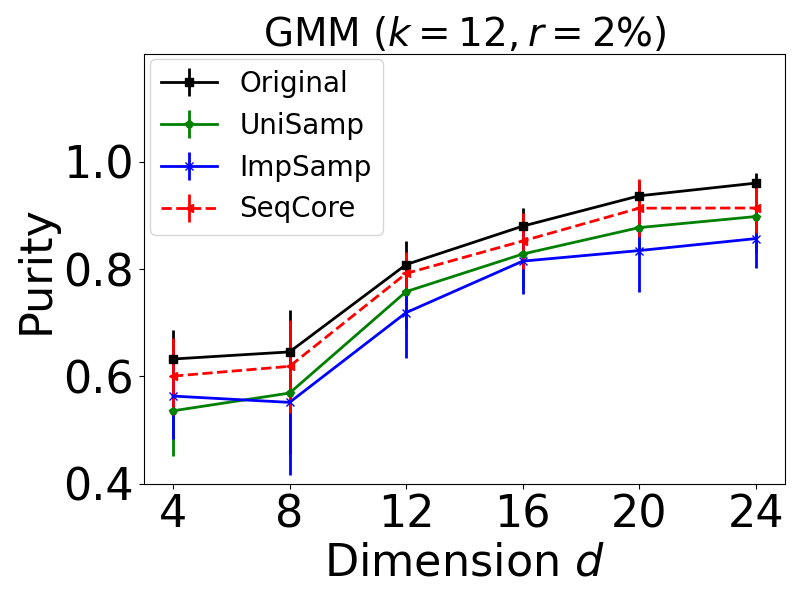 GMM (k = 12, r = 2%)
Original
UniSamp
ImpSamp
SeqCore
Purity
1.0
0.8
0.6
0.4
4 8 12 16 20 24
Dimension d